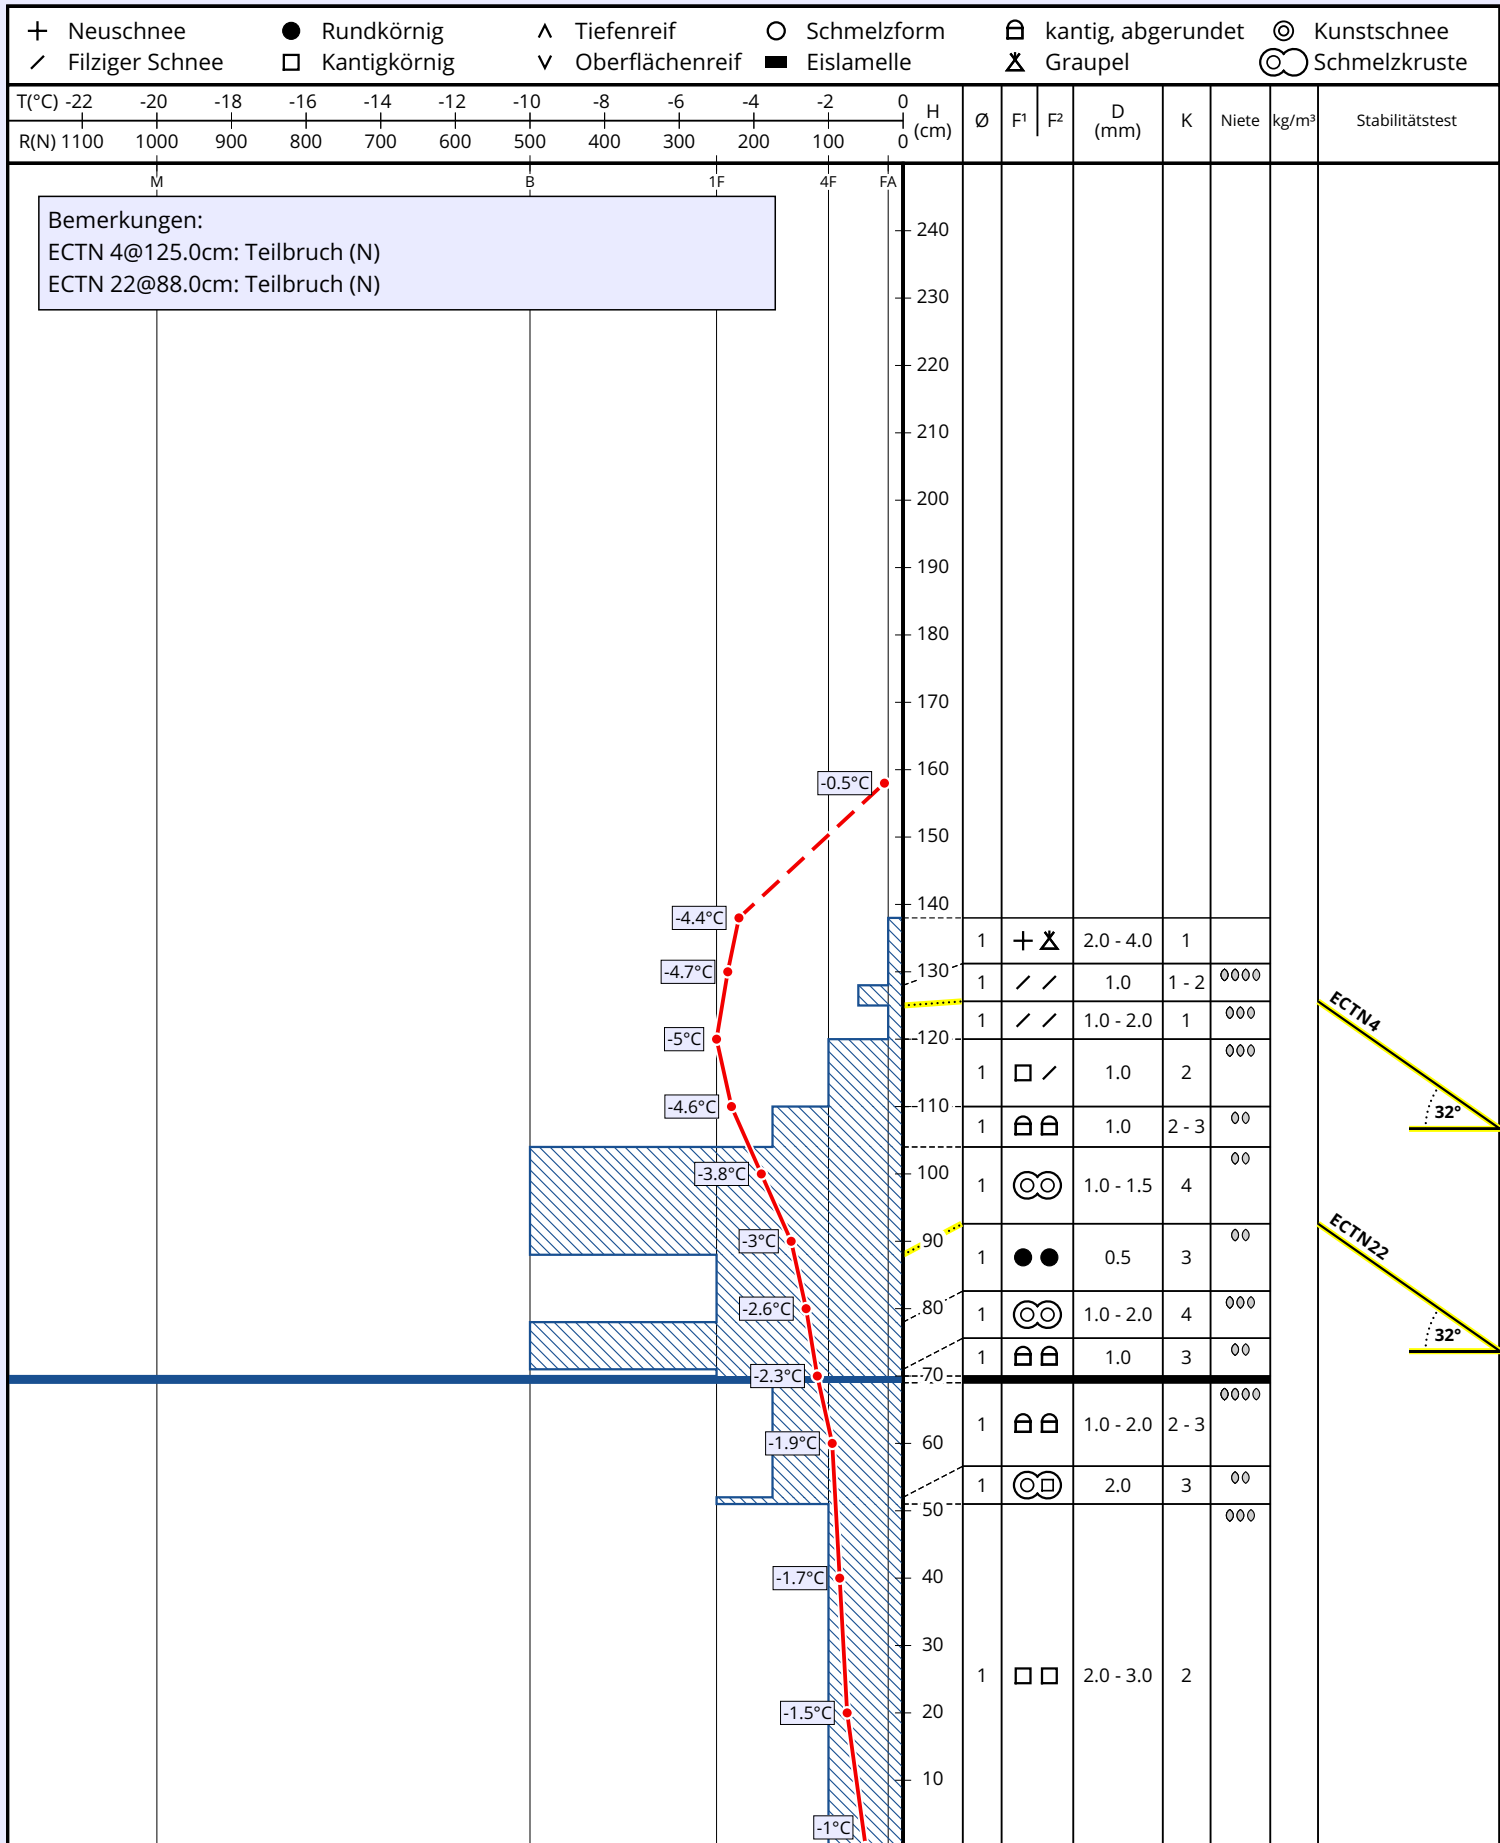 Neuschnee Rundkörnig Tiefenreif Schmelzform kantig, abgerundet Kunstschnee
Filziger Schnee Kantigkörnig Oberflächenreif Eislamelle Graupel Schmelzkruste
T(°C) -22 -20 -18 -16 -14 -12 -10 -8 -6 -4 -2 0
R(N) 1100 1000 900 800 700 600 500 400 300 200 100 0
H (cm) Ø F¹ F² D (mm) K Niete kg/m³ Stabilitätstest
M B 1F 4F FA
Bemerkungen:
ECTN 4@125.0cm: Teilbruch (N)
ECTN 22@88.0cm: Teilbruch (N)
240
230
220
210
200
190
180
170
160
-0.5°C
150
140
-4.4°C
1 2.0 - 4.0 1
-4.7°C 130
1 1.0 1 - 2
ECTN4
1 1.0 - 2.0 1
-5°C 120
1 1.0 2
-4.6°C 110
32°
1 1.0 2 - 3
-3.8°C 100
1 1.0 - 1.5 4
ECTN22
-3°C 90
1 0.5 3
-2.6°C 80
1 1.0 - 2.0 4
32°
1 1.0 3
-2.3°C 70
1 1.0 - 2.0 2 - 3
-1.9°C 60
1 2.0 3
50
-1.7°C 40
30
1 2.0 - 3.0 2
-1.5°C 20
10
-1°C